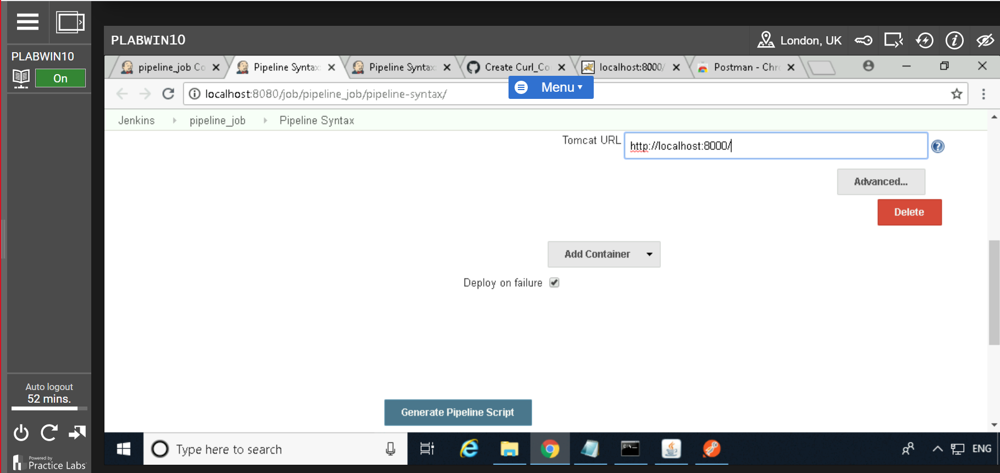 PLABWIN10
London, UK
PLABWIN10
On
pipeline_job Co
Pipeline Syntax
Pipeline Syntax
Create Curl_Co
localhost:8000/
Postman - Chr
Menu
localhost:8080/job/pipeline_job/pipeline-syntax/
Jenkins
pipeline_job
Pipeline Syntax
Tomcat URL
http://localhost:8000/
?
Advanced...
Delete
Add Container
Deploy on failure
Generate Pipeline Script
Auto logout
52 mins.
Type here to search
ENG
Powered by
Practice Labs